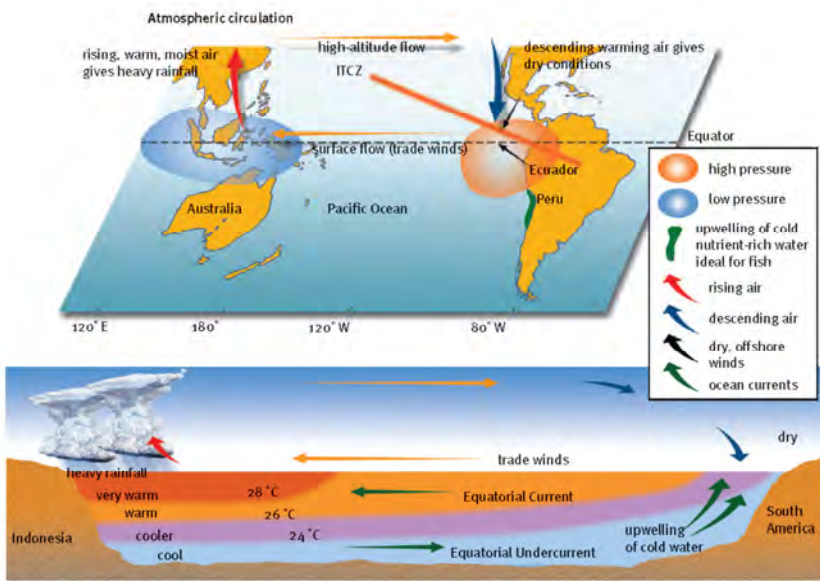 Atmospheric circulation
rising, warm, moist air
gives heavy rainfall
high-altitude flow
descending warming air gives
dry conditions
ITCZ
Equator
surface flow (trade winds)
Ecuador
Peru
Australia
Pacific Ocean
120˚E
180˚
120˚W
80˚W
high pressure
low pressure
upwelling of cold
nutrient-rich water
ideal for fish
rising air
descending air
dry, offshore
winds
ocean currents
heavy rainfall
very warm
warm
cooler
cool
28˚C
26˚C
24˚C
Indonesia
trade winds
Equatorial Current
Equatorial Undercurrent
dry
upwelling
of cold water
South
America